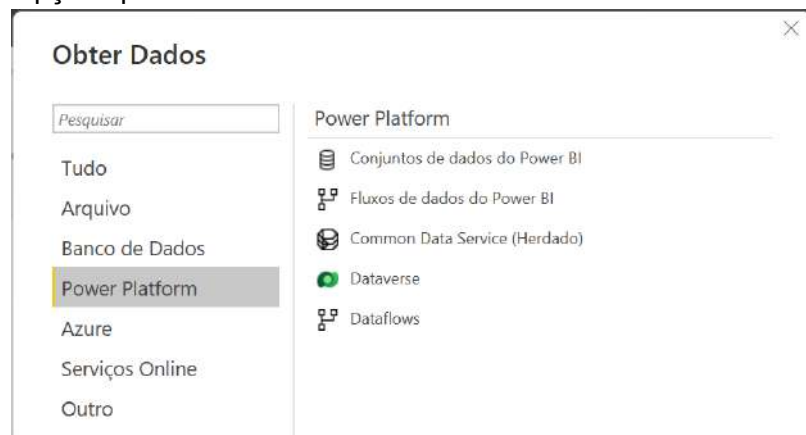 Obter Dados
Pesquisar
Tudo
Arquivo
Banco de Dados
Power Platform
Azure
Serviços Online
Outro
Power Platform
Conjuntos de dados do Power BI
Fluxos de dados do Power BI
Common Data Service (Herdado)
Dataverse
Dataflows